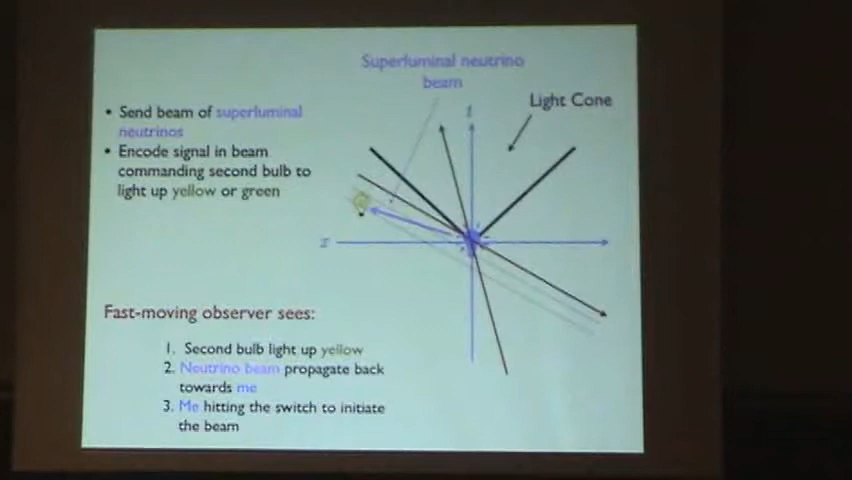 Superluminal neutrino
beam
Light Cone
t
• Send beam of superluminal
neutrinos
• Encode signal in beam
commanding second bulb to
light up yellow or green
x
Fast-moving observer sees:
1. Second bulb light up yellow
2. Neutrino beam propagate back
towards me
3. Me hitting the switch to initiate
the beam